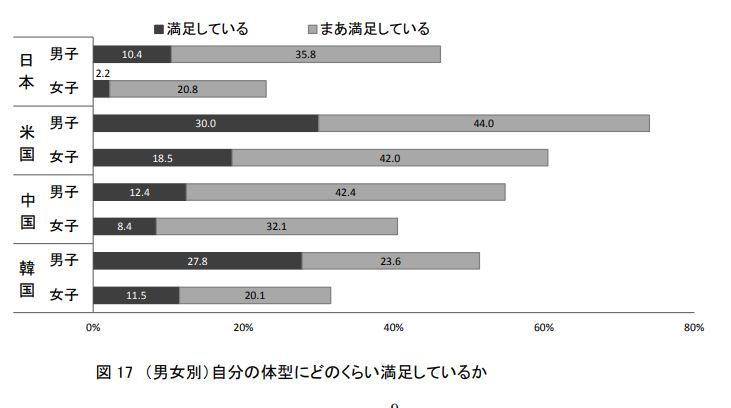 満足している まあ満足している
日本 男子 10.4 35.8
女子 2.2 20.8
米国 男子 30.0 44.0
女子 18.5 42.0
中国 男子 12.4 42.4
女子 8.4 32.1
韓国 男子 27.8 23.6
女子 11.5 20.1
0% 20% 40% 60% 80%
図17 (男女別)自分の体型にどのくらい満足しているか